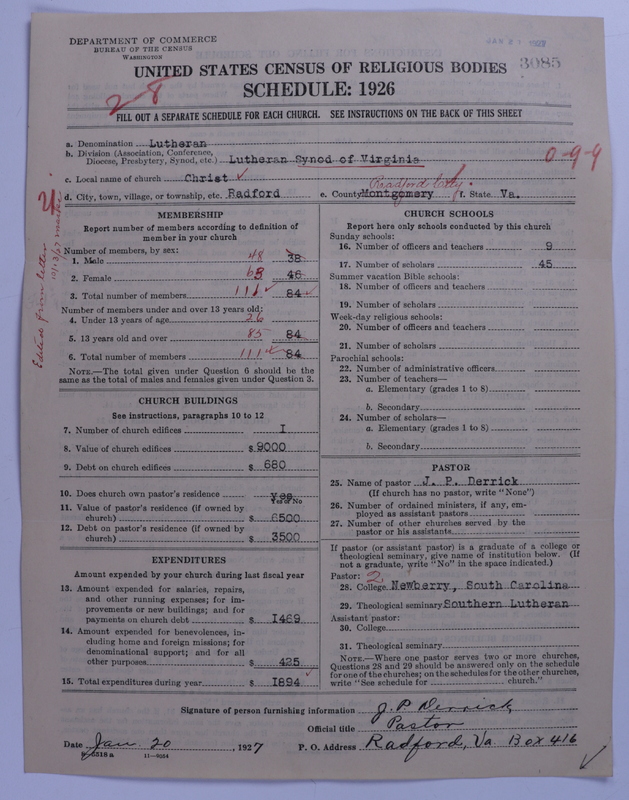 DEPARTMENT OF COMMERCE
BUREAU OF THE CENSUS
WASHINGTON
3085
UNITED STATES CENSUS OF RELIGIOUS BODIES
SCHEDULE: 1926
28
FILL OUT A SEPARATE SCHEDULE FOR EACH CHURCH. SEE INSTRUCTIONS ON THE BACK OF THIS SHEET
a. Denomination Lutheran
b. Division (Association, Conference,
Diocese, Presbytery, Synod, etc.) Lutheran Synod of Virginia
0-9-9
c. Local name of church Christ ✓
Radford City.
d. City, town, village, or township, etc. Radford e. County Montgomery f. State Va.
MEMBERSHIP
Report number of members according to definition of
member in your church
Number of members, by sex:
1. Male 48 38
2. Female 63 46
3. Total number of members 111 ✓ 84 ✓
Number of members under and over 13 years old:
4. Under 13 years of age 26
5. 13 years old and over 85 84
6. Total number of members 111 ✓ 84
NOTE.—The total given under Question 6 should be
same as the total of males and females given under Question 3.
CHURCH BUILDINGS
See instructions, paragraphs 10 to 12
7. Number of church edifices I
8. Value of church edifices $ 9000
9. Debt on church edifices $ 680
10. Does church own pastor's residence yes
Yes or No
11. Value of pastor's residence (if owned by
church) $ 6500
12. Debt on pastor's residence (if owned by
church) $ 3500
EXPENDITURES
Amount expended by your church during last fiscal year
13. Amount expended for salaries, repairs,
and other running expenses; for im-
provements or new buildings; and for
payments on church debt $ I469
14. Amount expended for benevolences, in-
cluding home and foreign missions; for
denominational support; and for all
other purposes $ 425
15. Total expenditures during year $ I894 ✓
CHURCH SCHOOLS
Report here only schools conducted by this church
Sunday schools:
16. Number of officers and teachers 9
17. Number of scholars 45
Summer vacation Bible schools:
18. Number of officers and teachers
19. Number of scholars
Week-day religious schools:
20. Number of officers and teachers
21. Number of scholars
Parochial schools:
22. Number of administrative officers
23. Number of teachers—
a. Elementary (grades 1 to 8)
b. Secondary
24. Number of scholars—
a. Elementary (grades 1 to 8)
b. Secondary
PASTOR
25. Name of pastor J. P. Derrick
(If church has no pastor, write "None")
26. Number of ordained ministers, if any, em-
ployed as assistant pastors
27. Number of other churches served by the
pastor or his assistants
If pastor (or assistant pastor) is a graduate of a college or
theological seminary, give name of institution below. (If
not a graduate, write "No" in the space indicated.)
Pastor: 2
28. College Newberry, South Carolina
29. Theological seminary Southern Lutheran
Assistant pastor:
30. College
31. Theological seminary
NOTE.—Where one pastor serves two or more churches,
Questions 28 and 29 should be answered only on the schedule
for one of the churches; on the schedules for the other churches,
write "See schedule for church."
Signature of person furnishing information J. P. Derrick
Official title Pastor
Date Jan 20, 1927 P. O. Address Radford, Va. Box 416
11—9054